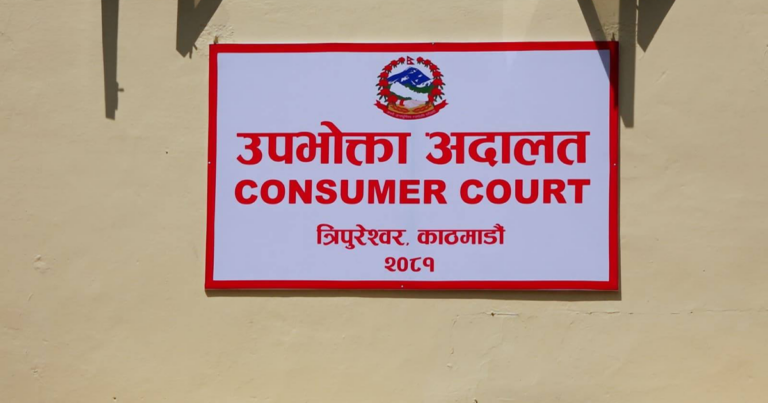 उपभोक्ता अदालत
CONSUMER COURT
त्रिपुरेश्वर, काठमाडौं
२०८१